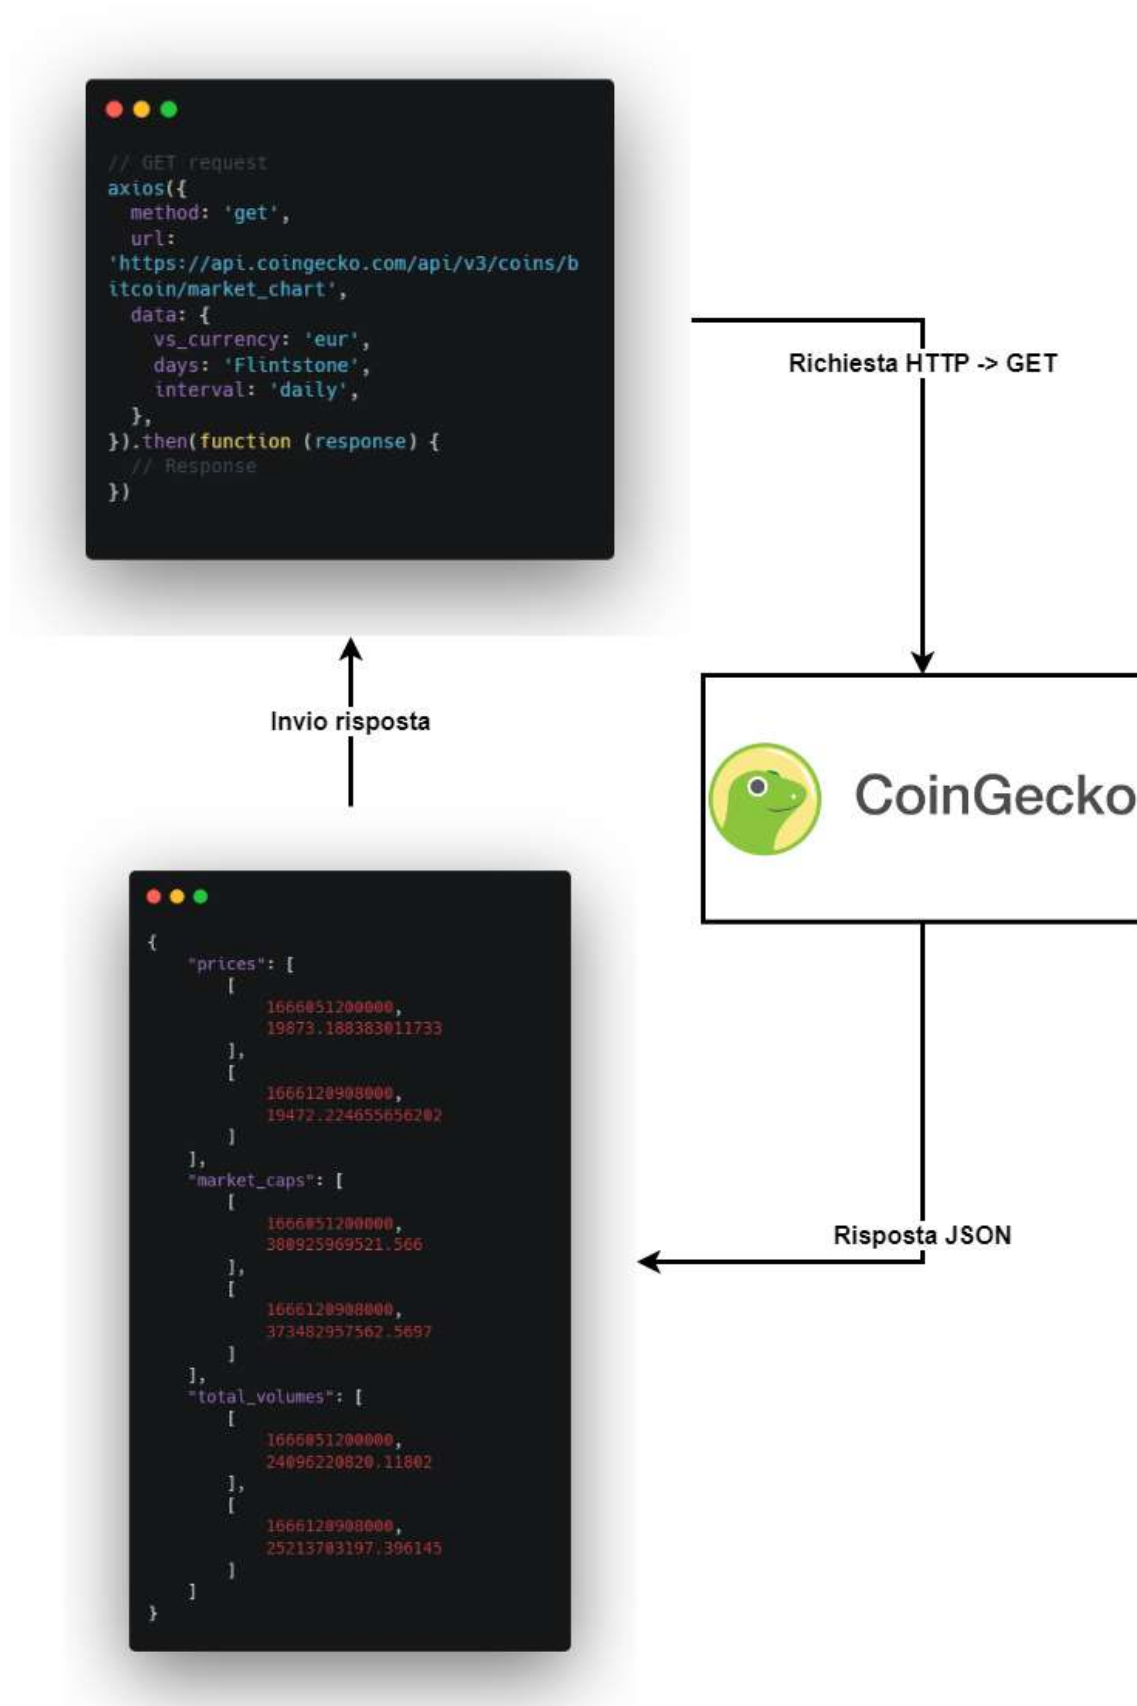 // GET request
axios({
  method: 'get',
  url:
'https://api.coingecko.com/api/v3/coins/b
itcoin/market_chart',
  data: {
    vs_currency: 'eur',
    days: 'Flintstone',
    interval: 'daily',
  },
}).then(function (response) {
  // Response
})
Richiesta HTTP -> GET
Invio risposta
CoinGecko
{
    "prices": [
        [
            1666051200000,
            19873.188383011733
        ],
        [
            1666120908000,
            19472.224655656202
        ]
    ],
    "market_caps": [
        [
            1666051200000,
            380925969521.566
        ],
        [
            1666120908000,
            373482957562.5697
        ]
    ],
    "total_volumes": [
        [
            1666051200000,
            24096220820.11802
        ],
        [
            1666120908000,
            25213703197.396145
        ]
    ]
}
Risposta JSON